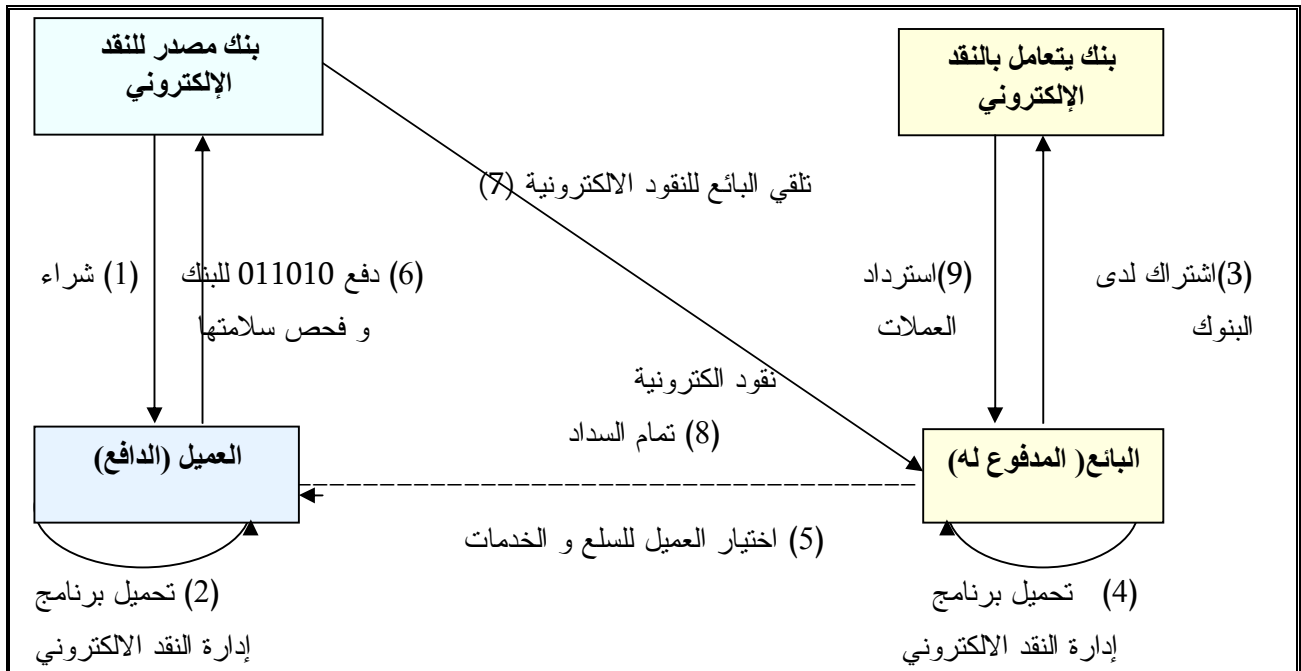 بنك مصدر للنقد
الإلكتروني
بنك يتعامل بالنقد
الإلكتروني
تلقي البائع للنقود الالكترونية (7)
(1) شراء
(6) دفع 011010 للبنك
و فحص سلامتها
(9)استرداد
العملات
(3)اشتراك لدى
البنوك
نقود الكترونية
(8) تمام السداد
العميل (الدافع)
البائع( المدفوع له)
(5) اختيار العميل للسلع و الخدمات
(2) تحميل برنامج
إدارة النقد الالكتروني
(4) تحميل برنامج
إدارة النقد الالكتروني